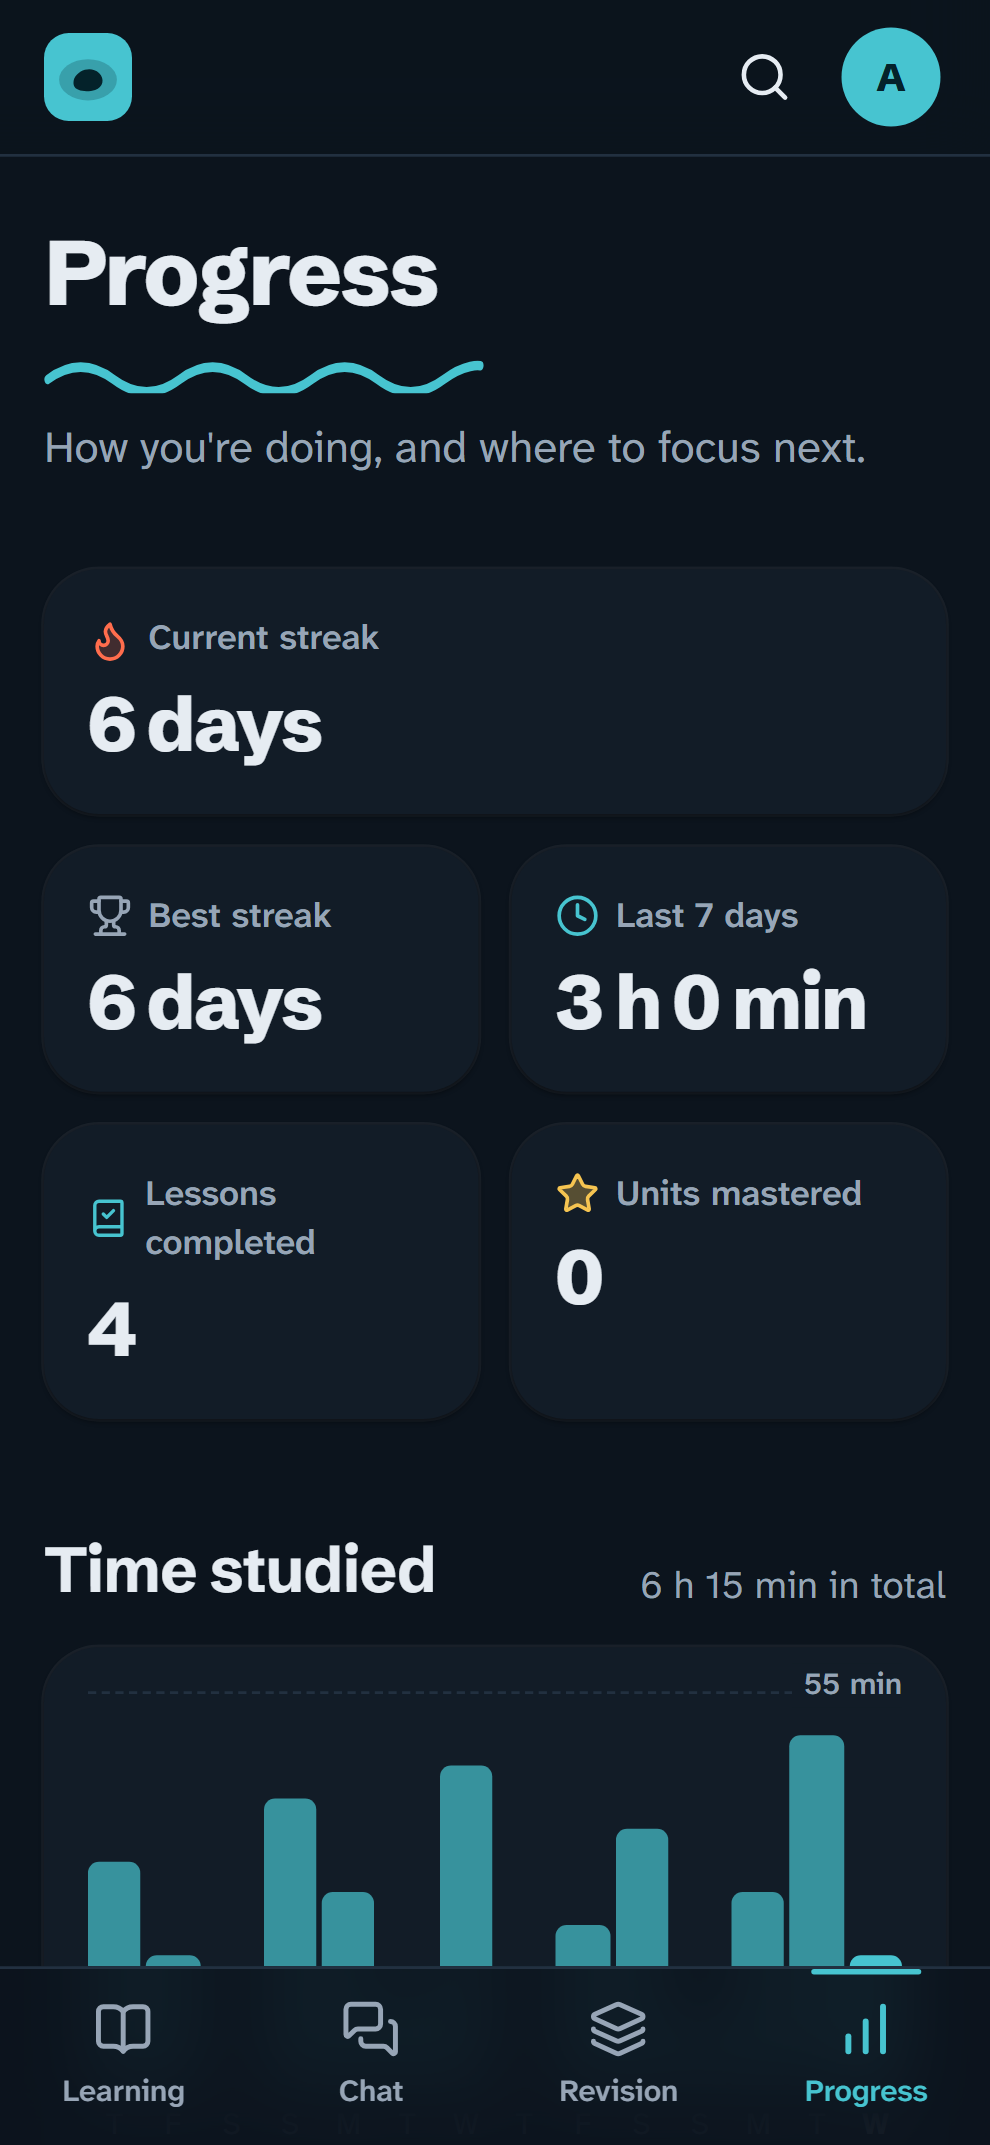 A
Progress
How you're doing, and where to focus next.
Current streak
6 days
Best streak
6 days
Last 7 days
3 h 0 min
Lessons
completed
4
Units mastered
0
Time studied
6 h 15 min in total
55 min
Learning
Chat
Revision
Progress
T F S S M T W T F S S M T W